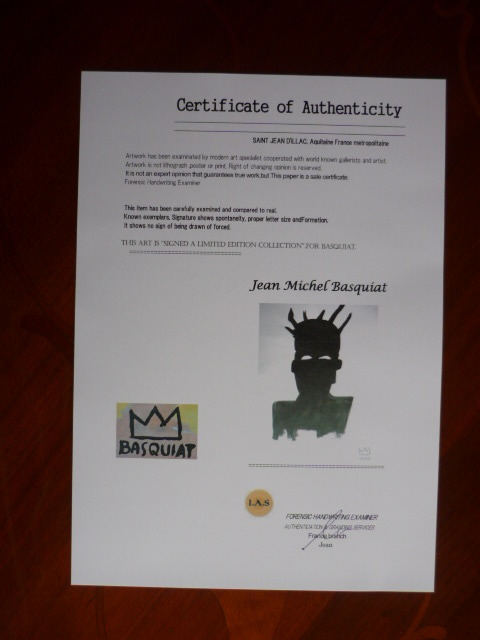 Certificate of Authenticity
SAINT JEAN D'ILLAC, Aquitaine France metropolitaine
Artwork has been examined by modern art specialist cooperated with world known gallerists and artist.
Artwork is not lithograph ,poster or print. Right of changing opinion is reserved.
It is not an expert opinion that guarantees true work,but This paper is a sale certificate.
Forensic Handwriting Examiner
This item has been carefully examined and compared to real.
Known exemplars, Signature shows spontaneity, proper letter size andFormation.
It shows no sign of being drawn of forced.
THIS ART IS "SIGNED A LIMITED EDITION COLLECTION".FOR BASQUIAT.
Jean Michel Basquiat
BASQUIAT
I.A.S
FORENSIC HANDWRITING EXAMINER
AUTHENTICATION & GRADING SERVICES
France branch
Jean